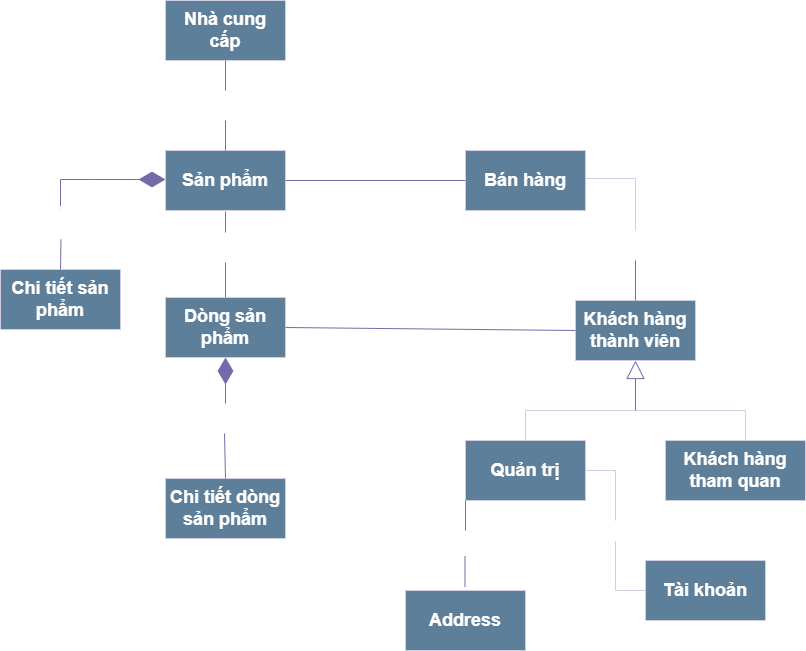 Nhà cung
cấp
Sản phẩm
Bán hàng
Chi tiết sản
phẩm
Dòng sản
phẩm
Khách hàng
thành viên
Quản trị
Khách hàng
tham quan
Chi tiết dòng
sản phẩm
Tài khoản
Address